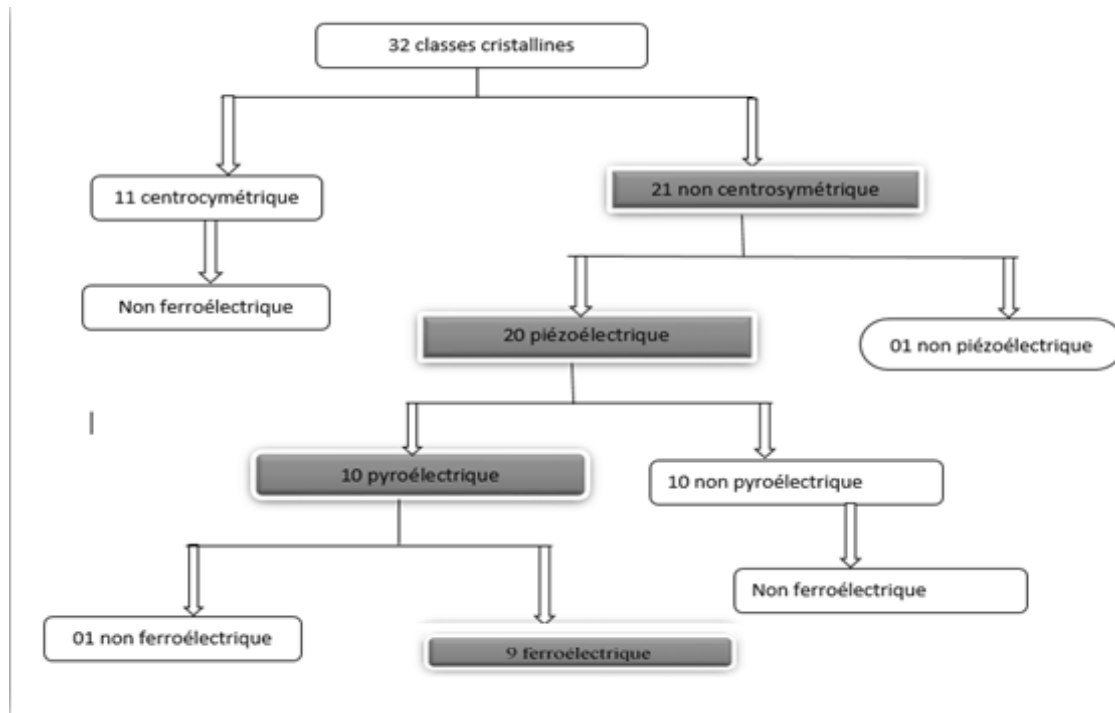 32 classes cristallines
11 centrocymétrique
21 non centrosymétrique
Non ferroélectrique
20 piézoélectrique
01 non piézoélectrique
10 pyroélectrique
10 non pyroélectrique
Non ferroélectrique
01 non ferroélectrique
9 ferroélectrique